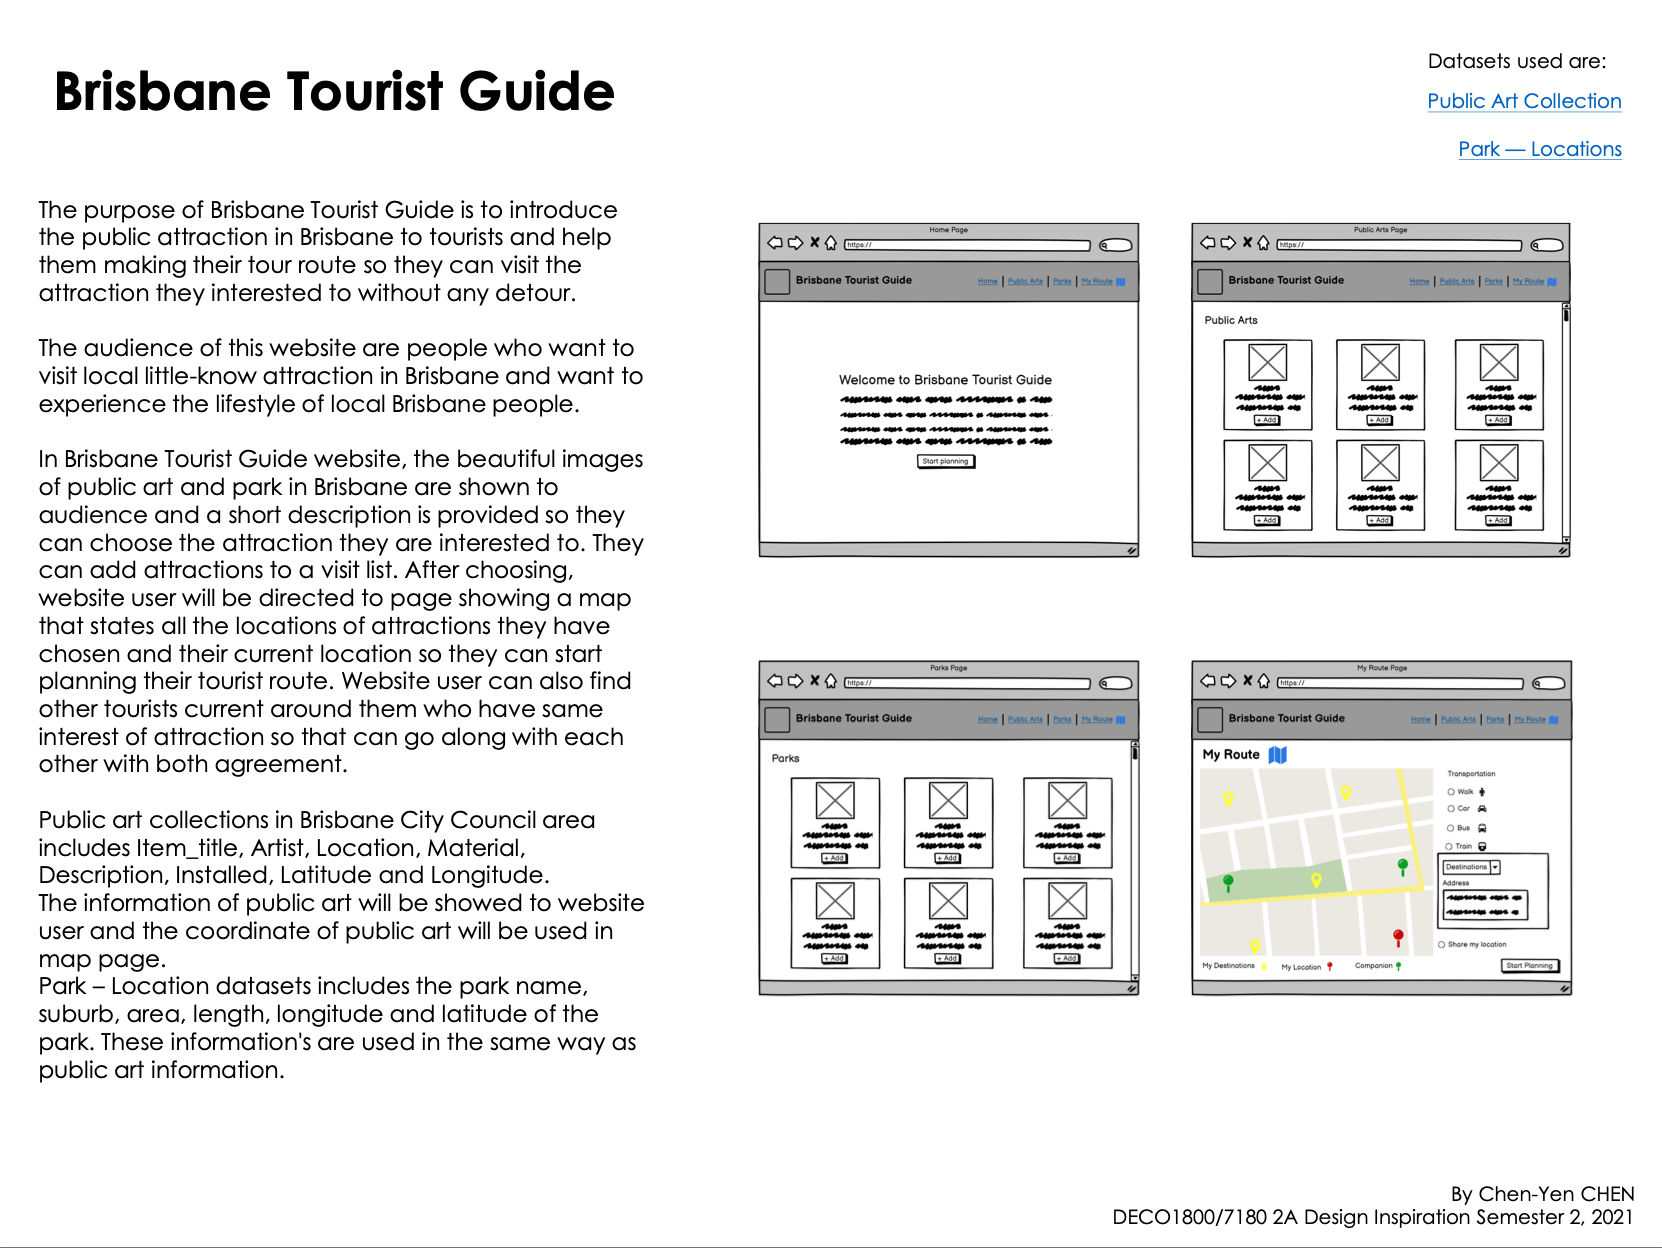 Brisbane Tourist Guide
Datasets used are:
Public Art Collection
Park — Locations
The purpose of Brisbane Tourist Guide is to introduce
the public attraction in Brisbane to tourists and help
them making their tour route so they can visit the
attraction they interested to without any detour.
The audience of this website are people who want to
visit local little-know attraction in Brisbane and want to
experience the lifestyle of local Brisbane people.
In Brisbane Tourist Guide website, the beautiful images
of public art and park in Brisbane are shown to
audience and a short description is provided so they
can choose the attraction they are interested to. They
can add attractions to a visit list. After choosing,
website user will be directed to page showing a map
that states all the locations of attractions they have
chosen and their current location so they can start
planning their tourist route. Website user can also find
other tourists current around them who have same
interest of attraction so that can go along with each
other with both agreement.
Public art collections in Brisbane City Council area
includes Item_title, Artist, Location, Material,
Description, Installed, Latitude and Longitude.
The information of public art will be showed to website
user and the coordinate of public art will be used in
map page.
Park – Location datasets includes the park name,
suburb, area, length, longitude and latitude of the
park. These information's are used in the same way as
public art information.
Home Page
https://
Brisbane Tourist Guide
Home | Public Arts | Parks | My Route
Welcome to Brisbane Tourist Guide
Start planning
Public Arts Page
https://
Brisbane Tourist Guide
Home | Public Arts | Parks | My Route
Public Arts
+ Add
+ Add
+ Add
+ Add
+ Add
+ Add
Parks Page
https://
Brisbane Tourist Guide
Home | Public Arts | Parks | My Route
Parks
+ Add
+ Add
+ Add
+ Add
+ Add
+ Add
My Route Page
https://
Brisbane Tourist Guide
Home | Public Arts | Parks | My Route
My Route
Transportation
Walk
Car
Bus
Train
Destinations
Address
Share my location
My Destinations
My Location
Companion
Start Planning
By Chen-Yen CHEN
DECO1800/7180 2A Design Inspiration Semester 2, 2021